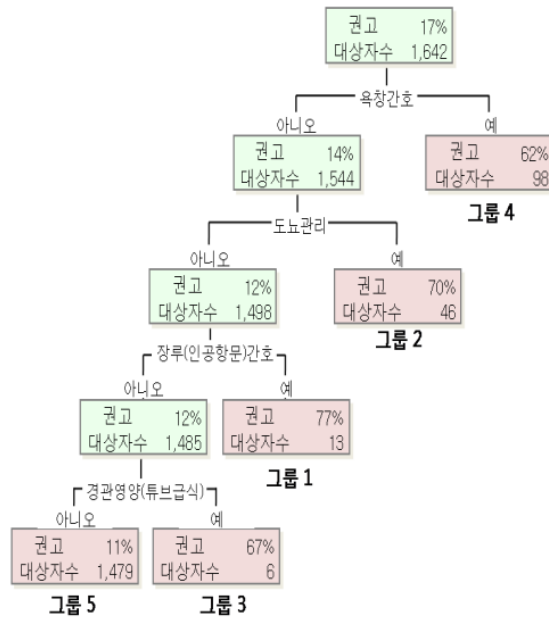 권고 17%
대상자수 1,642
욕창간호
아니오 예
권고 14% 권고 62%
대상자수 1,544 대상자수 98
그룹 4
도뇨관리
아니오 예
권고 12% 권고 70%
대상자수 1,498 대상자수 46
그룹 2
장루(인공항문)간호
아니오 예
권고 12% 권고 77%
대상자수 1,485 대상자수 13
그룹 1
경관영양(튜브급식)
아니오 예
권고 11% 권고 67%
대상자수 1,479 대상자수 6
그룹 5 그룹 3